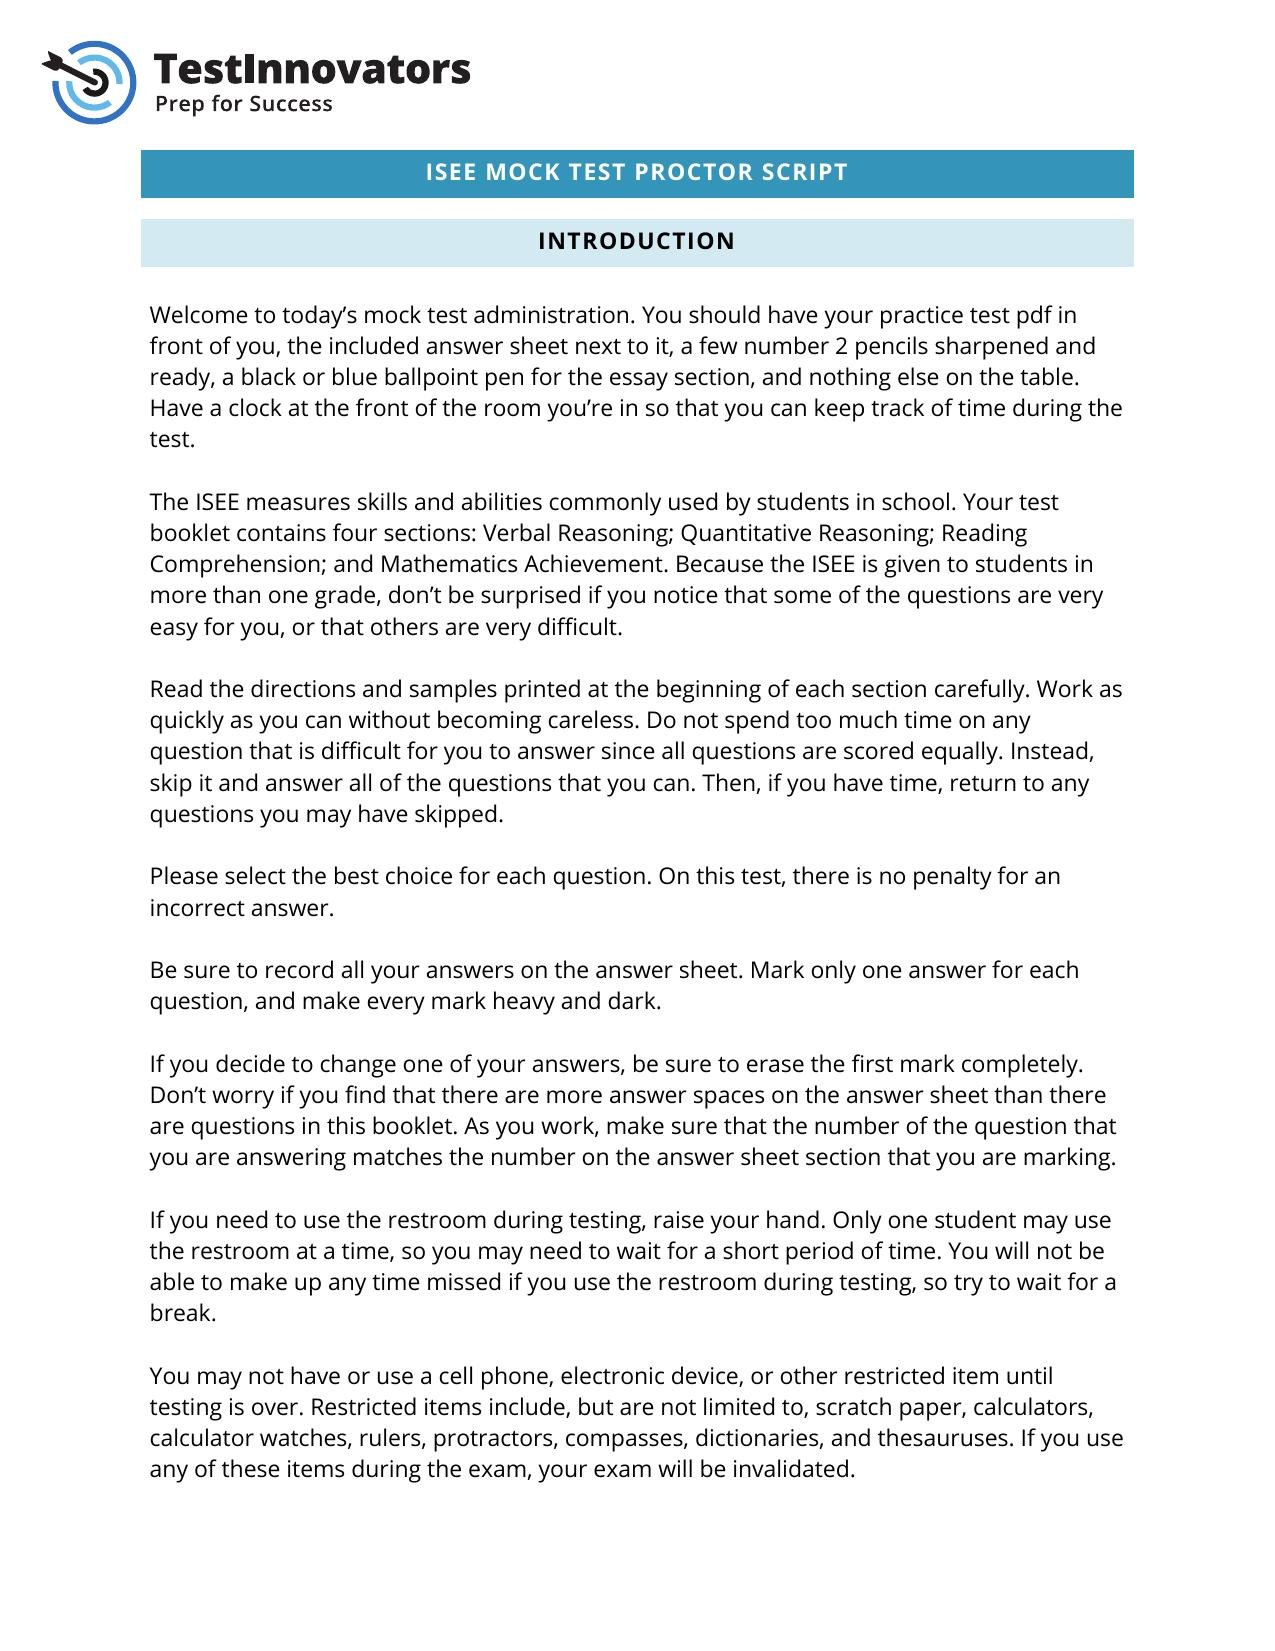 TestInnovators
Prep for Success
ISEE MOCK TEST PROCTOR SCRIPT
INTRODUCTION
Welcome to today’s mock test administration. You should have your practice test pdf in
front of you, the included answer sheet next to it, a few number 2 pencils sharpened and
ready, a black or blue ballpoint pen for the essay section, and nothing else on the table.
Have a clock at the front of the room you’re in so that you can keep track of time during the
test.
The ISEE measures skills and abilities commonly used by students in school. Your test
booklet contains four sections: Verbal Reasoning; Quantitative Reasoning; Reading
Comprehension; and Mathematics Achievement. Because the ISEE is given to students in
more than one grade, don’t be surprised if you notice that some of the questions are very
easy for you, or that others are very difficult.
Read the directions and samples printed at the beginning of each section carefully. Work as
quickly as you can without becoming careless. Do not spend too much time on any
question that is difficult for you to answer since all questions are scored equally. Instead,
skip it and answer all of the questions that you can. Then, if you have time, return to any
questions you may have skipped.
Please select the best choice for each question. On this test, there is no penalty for an
incorrect answer.
Be sure to record all your answers on the answer sheet. Mark only one answer for each
question, and make every mark heavy and dark.
If you decide to change one of your answers, be sure to erase the first mark completely.
Don’t worry if you find that there are more answer spaces on the answer sheet than there
are questions in this booklet. As you work, make sure that the number of the question that
you are answering matches the number on the answer sheet section that you are marking.
If you need to use the restroom during testing, raise your hand. Only one student may use
the restroom at a time, so you may need to wait for a short period of time. You will not be
able to make up any time missed if you use the restroom during testing, so try to wait for a
break.
You may not have or use a cell phone, electronic device, or other restricted item until
testing is over. Restricted items include, but are not limited to, scratch paper, calculators,
calculator watches, rulers, protractors, compasses, dictionaries, and thesauruses. If you use
any of these items during the exam, your exam will be invalidated.